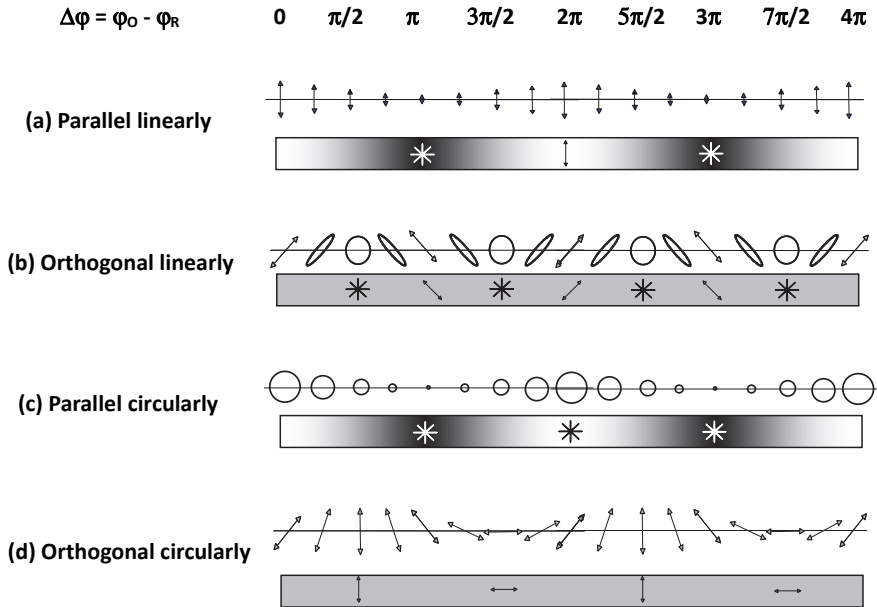 Δφ = φO - φR 0 π/2 π 3π/2 2π 5π/2 3π 7π/2 4π
(a) Parallel linearly
(b) Orthogonal linearly
(c) Parallel circularly
(d) Orthogonal circularly